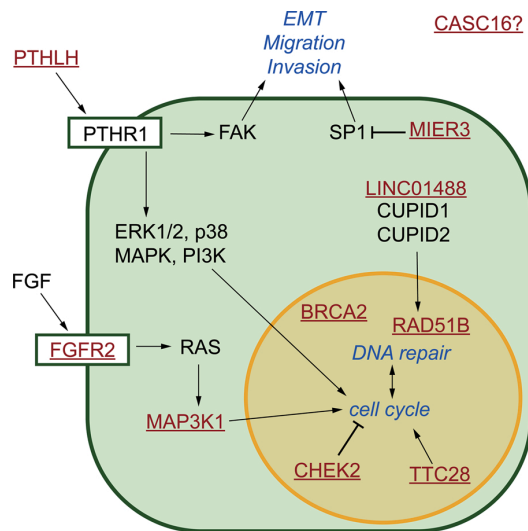 EMT
Migration
Invasion
CASC16?
PTHLH
PTHR1
FAK
SP1
MIER3
LINC01488
CUPID1
CUPID2
ERK1/2, p38
MAPK, PI3K
FGF
BRCA2
RAD51B
FGFR2
RAS
DNA repair
MAP3K1
cell cycle
CHEK2
TTC28